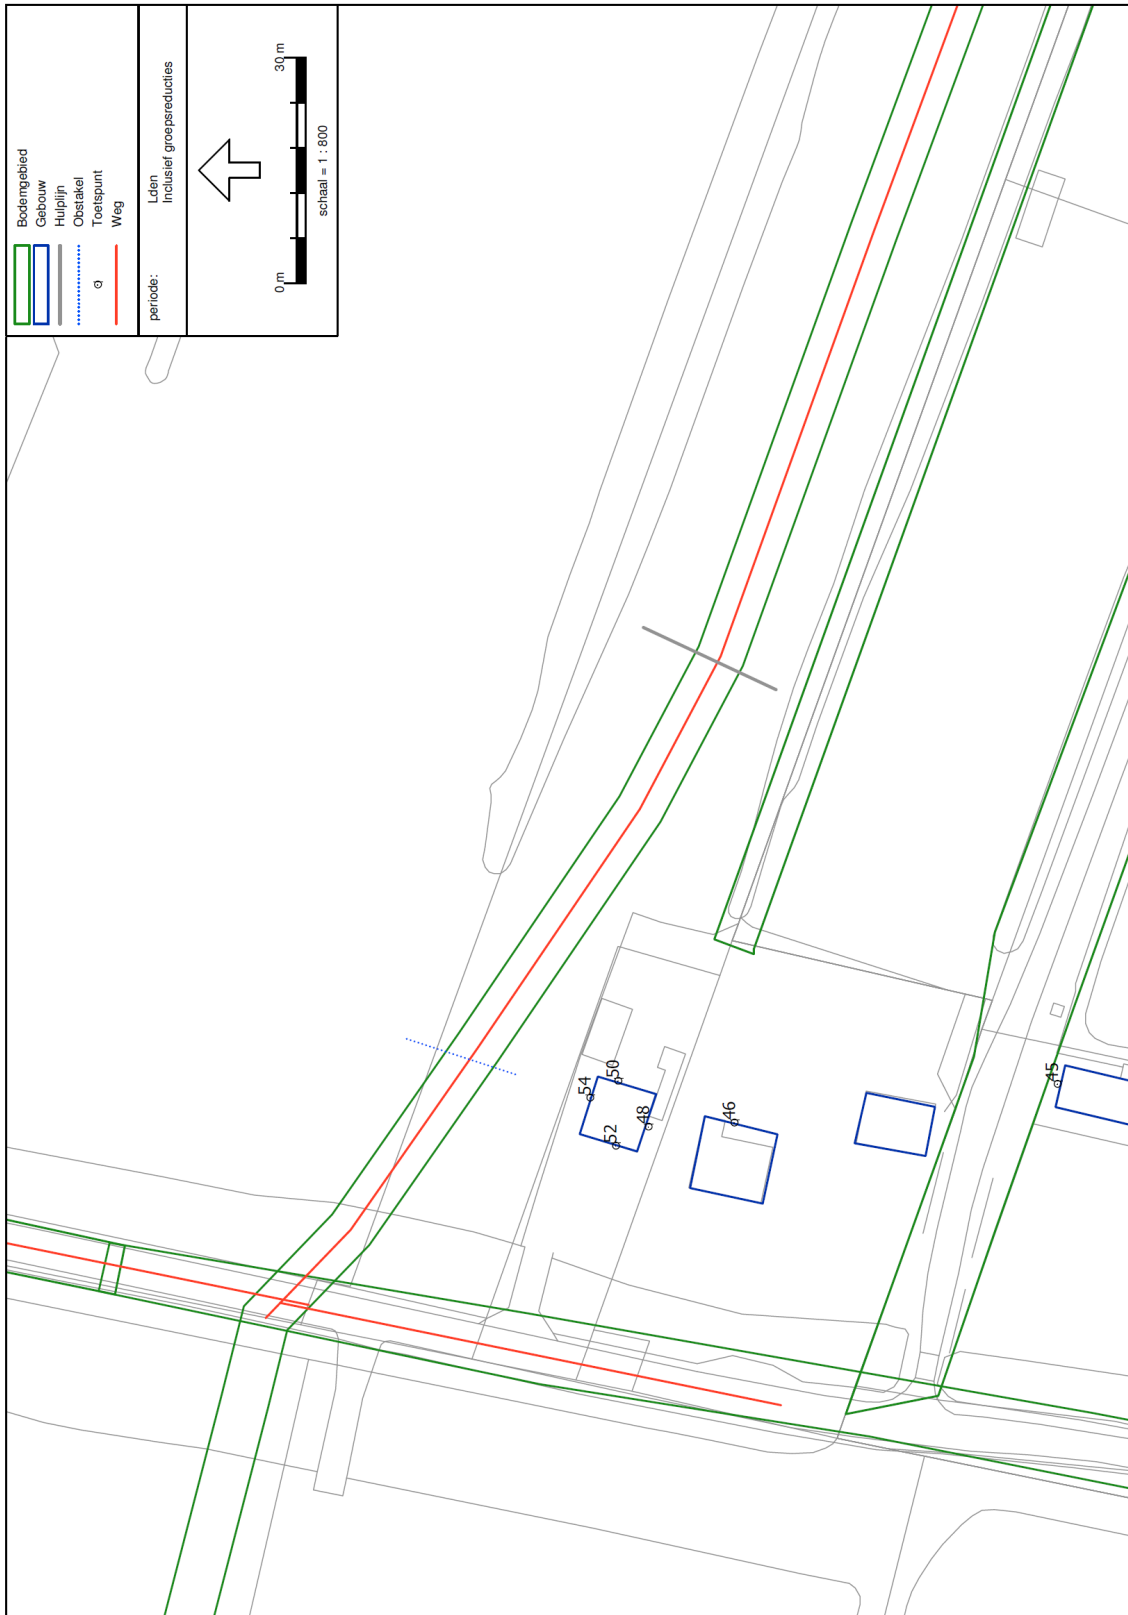 Bodemgebied
Gebouw
Hulplijn
Obstakel
Toetspunt
Weg
periode: Lden
Inclusief groepsreducties
0 m 30 m
schaal = 1 : 800
54
50
52
48
46
45